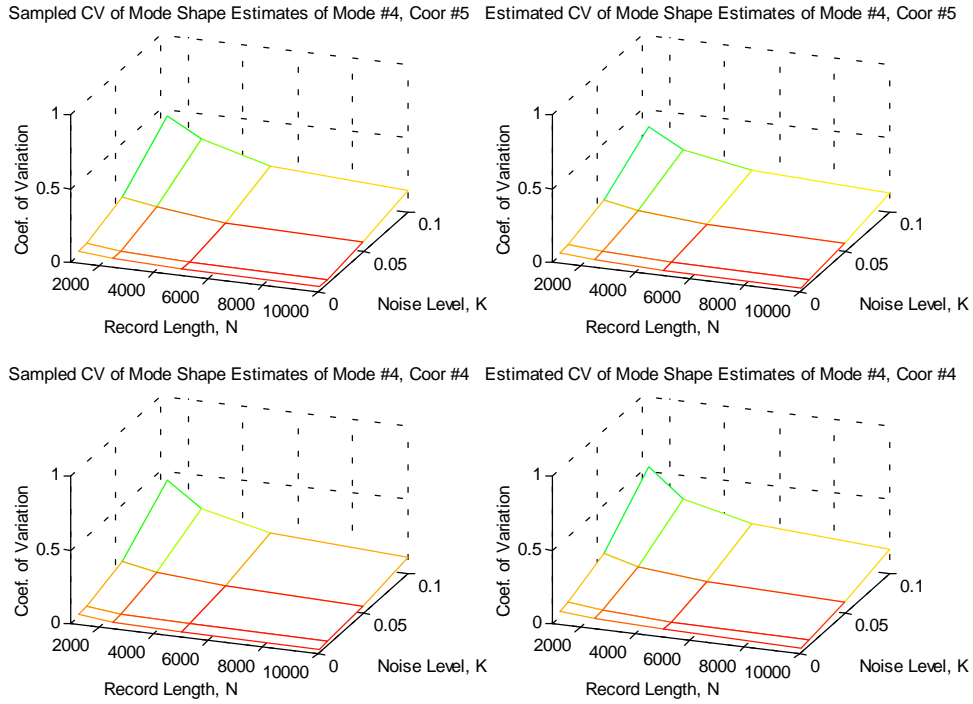 Sampled CV of Mode Shape Estimates of Mode #4, Coor #5
1
0.5
0
Coef. of Variation
2000
4000
6000
8000
10000
Record Length, N
0
0.05
0.1
Noise Level, K
Estimated CV of Mode Shape Estimates of Mode #4, Coor #5
1
0.5
0
Coef. of Variation
2000
4000
6000
8000
10000
Record Length, N
0
0.05
0.1
Noise Level, K
Sampled CV of Mode Shape Estimates of Mode #4, Coor #4
1
0.5
0
Coef. of Variation
2000
4000
6000
8000
10000
Record Length, N
0
0.05
0.1
Noise Level, K
Estimated CV of Mode Shape Estimates of Mode #4, Coor #4
1
0.5
0
Coef. of Variation
2000
4000
6000
8000
10000
Record Length, N
0
0.05
0.1
Noise Level, K